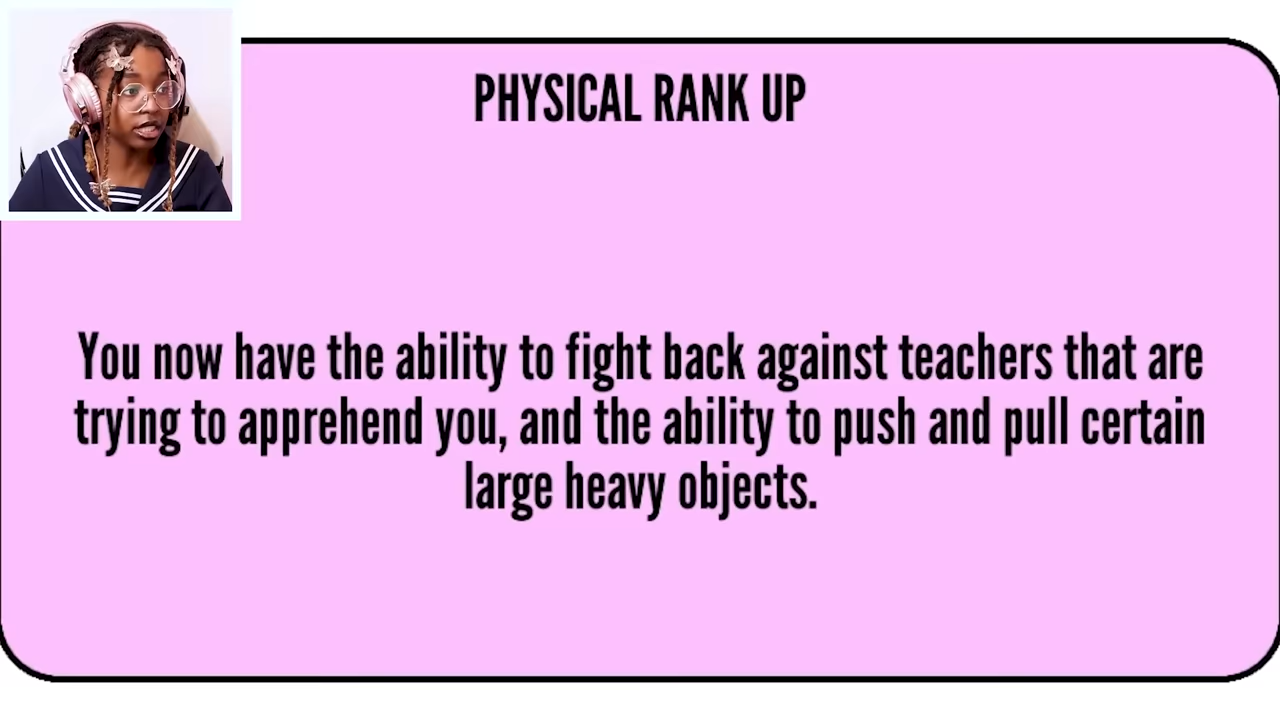 PHYSICAL RANK UP
You now have the ability to fight back against teachers that are
trying to apprehend you, and the ability to push and pull certain
large heavy objects.